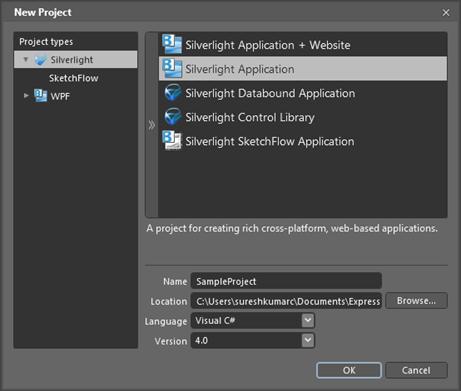 New Project
Project types
Silverlight
SketchFlow
WPF
Silverlight Application + Website
Silverlight Application
Silverlight Databound Application
Silverlight Control Library
Silverlight SketchFlow Application
A project for creating rich cross-platform, web-based applications.
Name SampleProject
Location C:\Users\sureshkumarc\Documents\Express Browse...
Language Visual C#
Version 4.0
OK Cancel